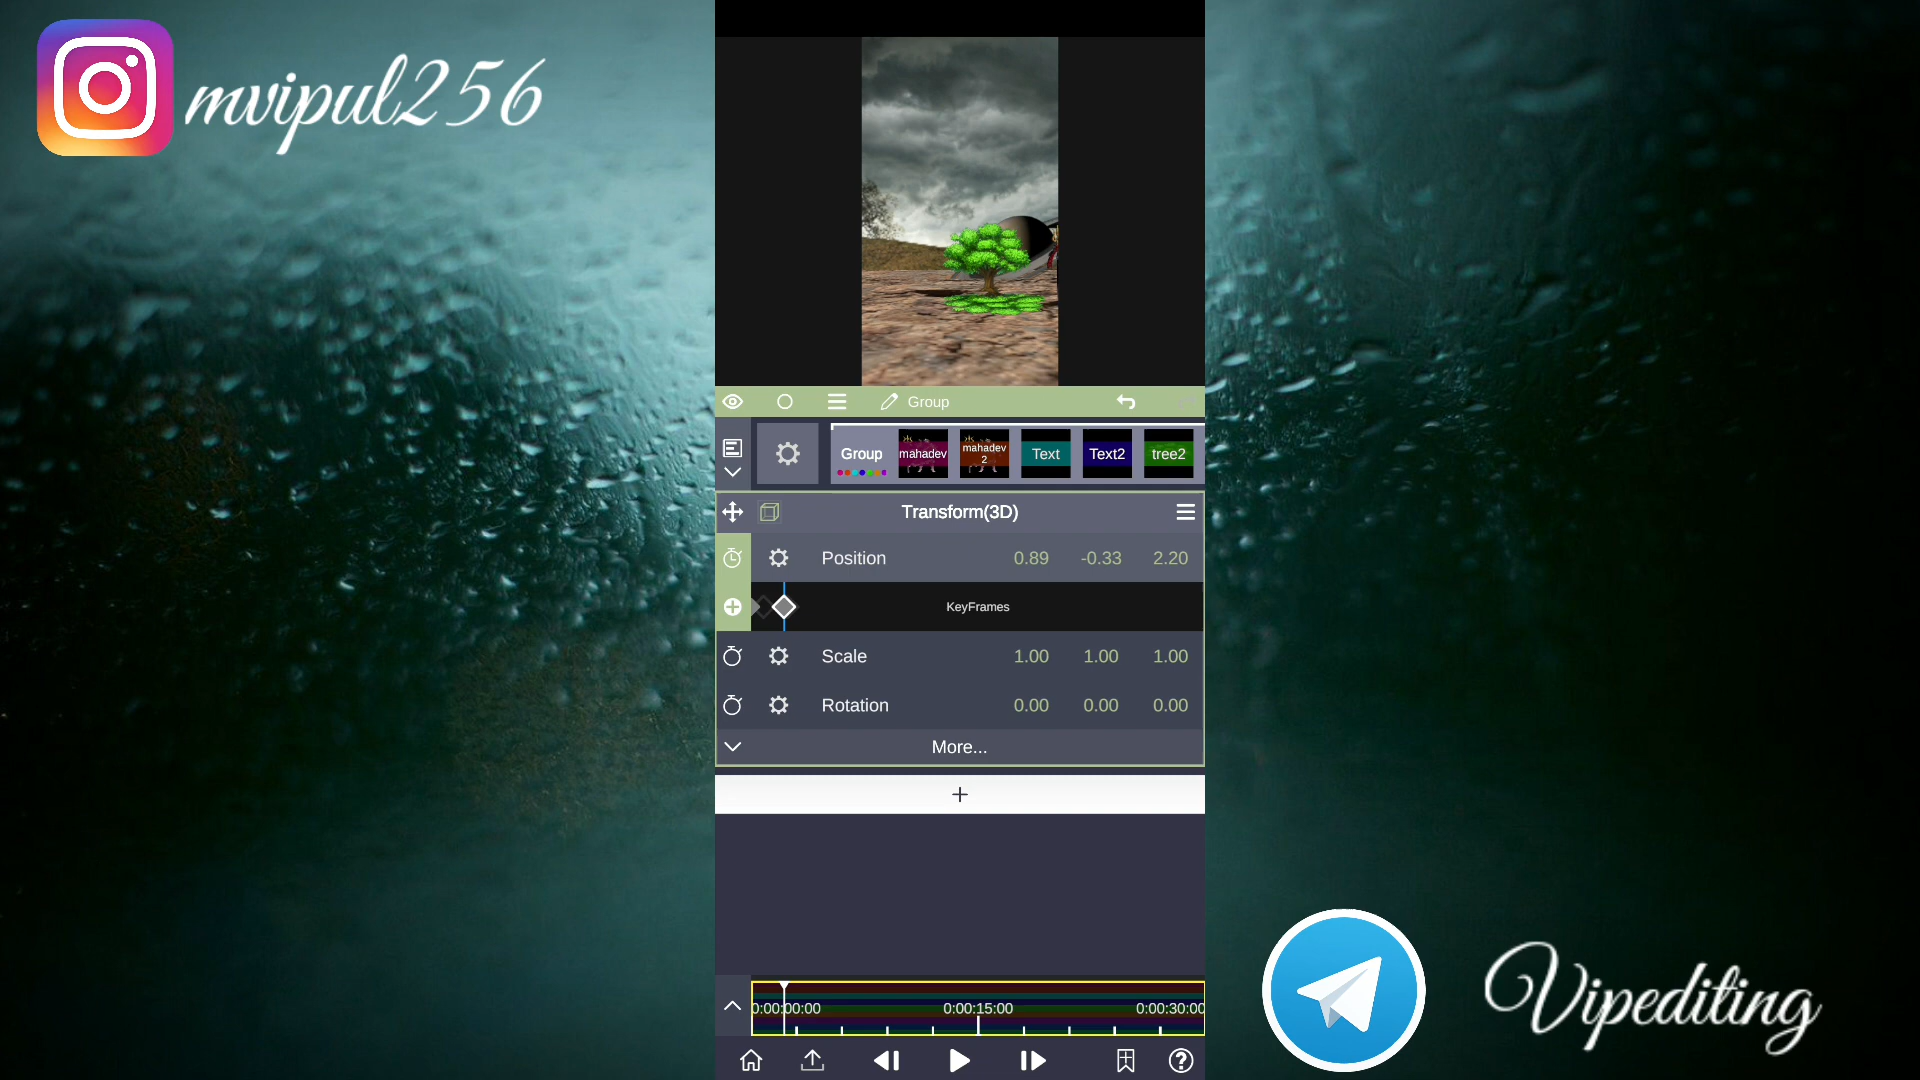 mvipul256
Group
Group
mahadev
mahadev
2
Text
Text2
tree2
Transform(3D)
Position 0.89 -0.33 2.20
KeyFrames
Scale 1.00 1.00 1.00
Rotation 0.00 0.00 0.00
More...
+
0:00:00:00 0:00:15:00 0:00:30:00
Vipediting